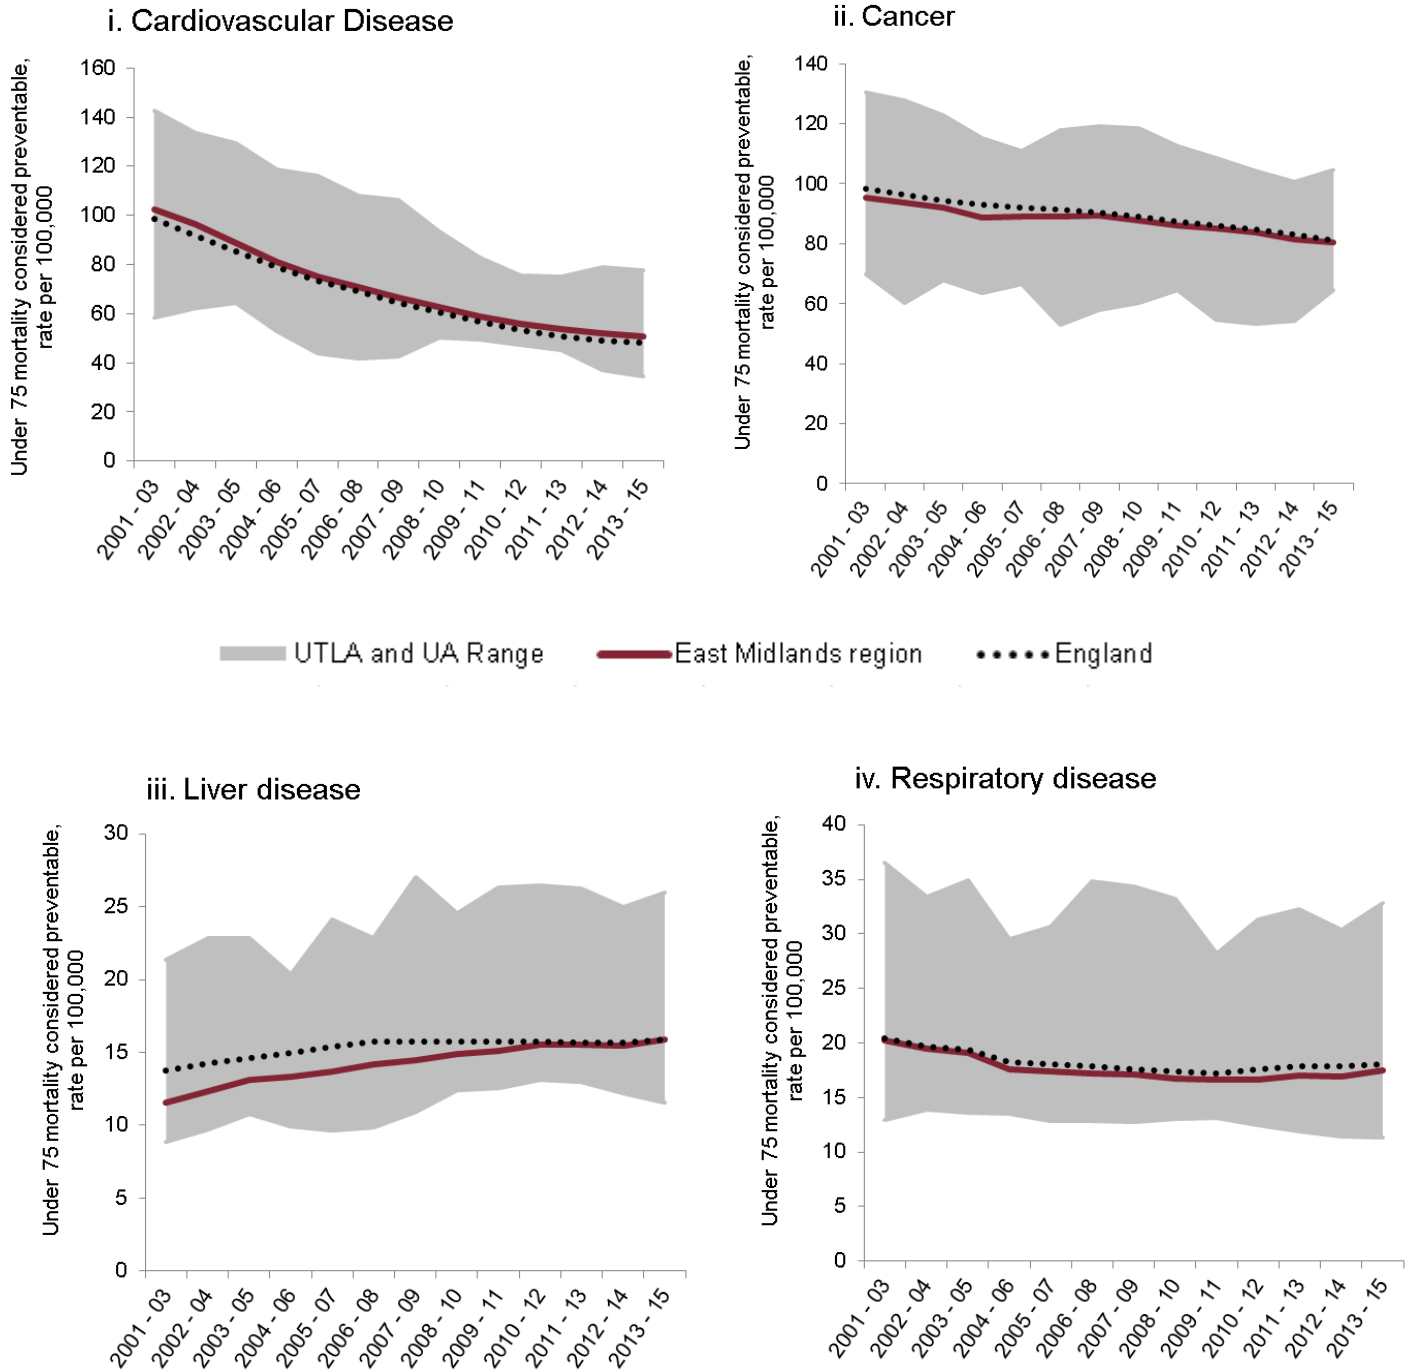 i. Cardiovascular Disease
Under 75 mortality considered preventable,
rate per 100,000
160
140
120
100
80
60
40
20
0
2001 - 03
2002 - 04
2003 - 05
2004 - 06
2005 - 07
2006 - 08
2007 - 09
2008 - 10
2009 - 11
2010 - 12
2011 - 13
2012 - 14
2013 - 15
ii. Cancer
Under 75 mortality considered preventable,
rate per 100,000
140
120
100
80
60
40
20
0
2001 - 03
2002 - 04
2003 - 05
2004 - 06
2005 - 07
2006 - 08
2007 - 09
2008 - 10
2009 - 11
2010 - 12
2011 - 13
2012 - 14
2013 - 15
UTLA and UA Range East Midlands region England
iii. Liver disease
Under 75 mortality considered preventable,
rate per 100,000
30
25
20
15
10
5
0
2001 - 03
2002 - 04
2003 - 05
2004 - 06
2005 - 07
2006 - 08
2007 - 09
2008 - 10
2009 - 11
2010 - 12
2011 - 13
2012 - 14
2013 - 15
iv. Respiratory disease
Under 75 mortality considered preventable,
rate per 100,000
40
35
30
25
20
15
10
5
0
2001 - 03
2002 - 04
2003 - 05
2004 - 06
2005 - 07
2006 - 08
2007 - 09
2008 - 10
2009 - 11
2010 - 12
2011 - 13
2012 - 14
2013 - 15